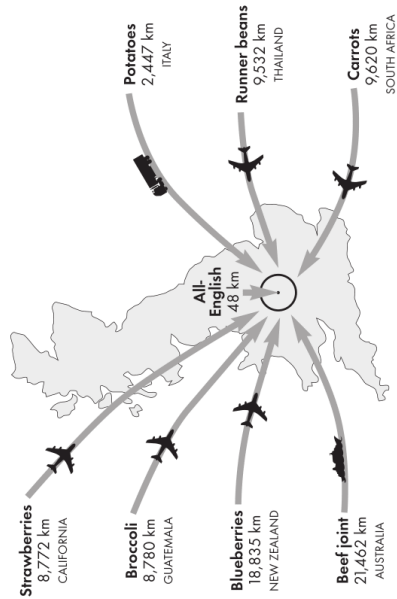 Strawberries
8,772 km
CALIFORNIA
Broccoli
8,780 km
GUATEMALA
Blueberries
18,835 km
NEW ZEALAND
Beef joint
21,462 km
AUSTRALIA
All-
English
48 km
Potatoes
2,447 km
ITALY
Runner beans
9,532 km
THAILAND
Carrots
9,620 km
SOUTH AFRICA